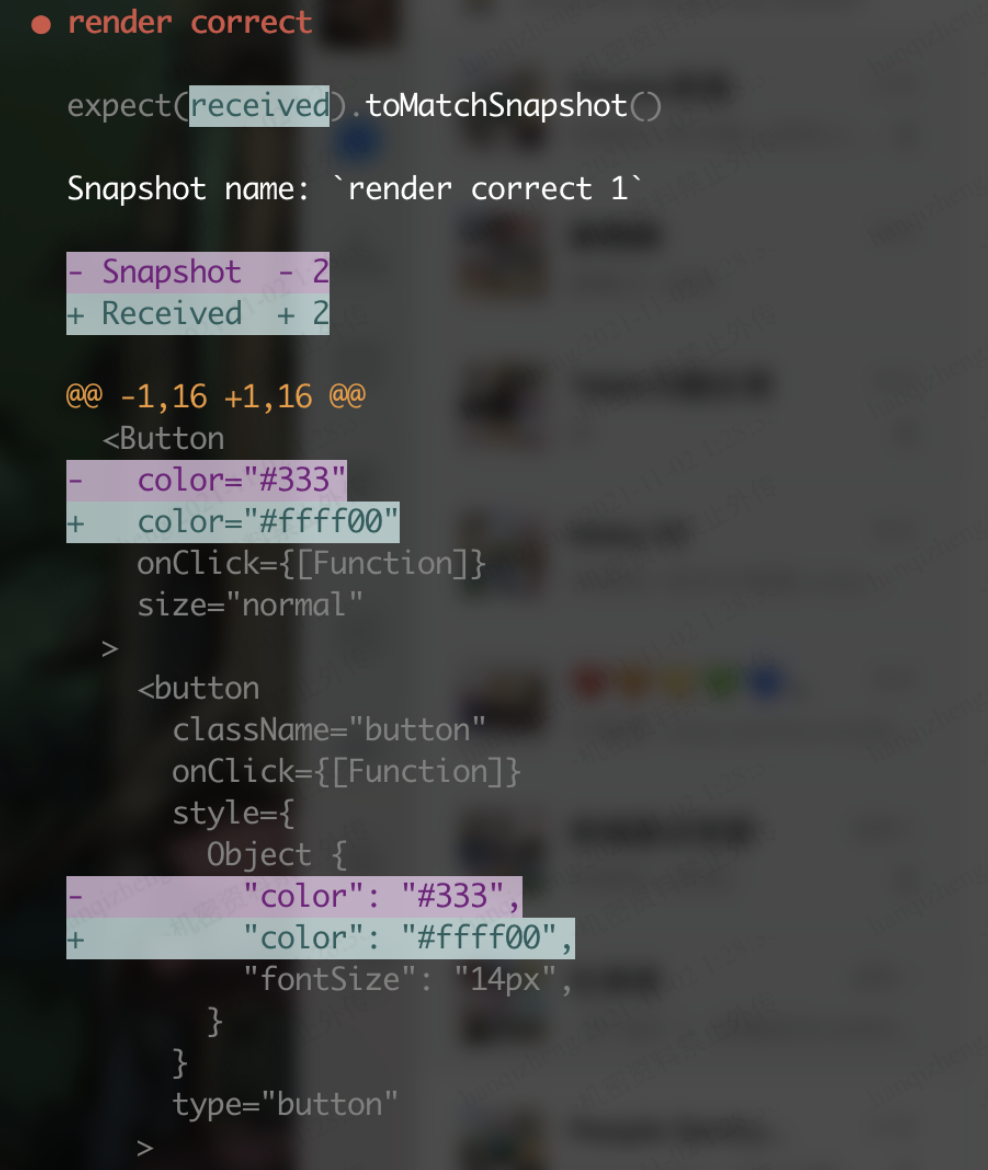 ● render correct
expect(received).toMatchSnapshot()
Snapshot name: `render correct 1`
- Snapshot  - 2
+ Received  + 2
@@ -1,16 +1,16 @@
  <Button
-   color="#333"
+   color="#ffff00"
    onClick={[Function]}
    size="normal"
  >
    <button
      className="button"
      onClick={[Function]}
      style={
        Object {
-         "color": "#333",
+         "color": "#ffff00",
          "fontSize": "14px",
        }
      }
      type="button"
    >